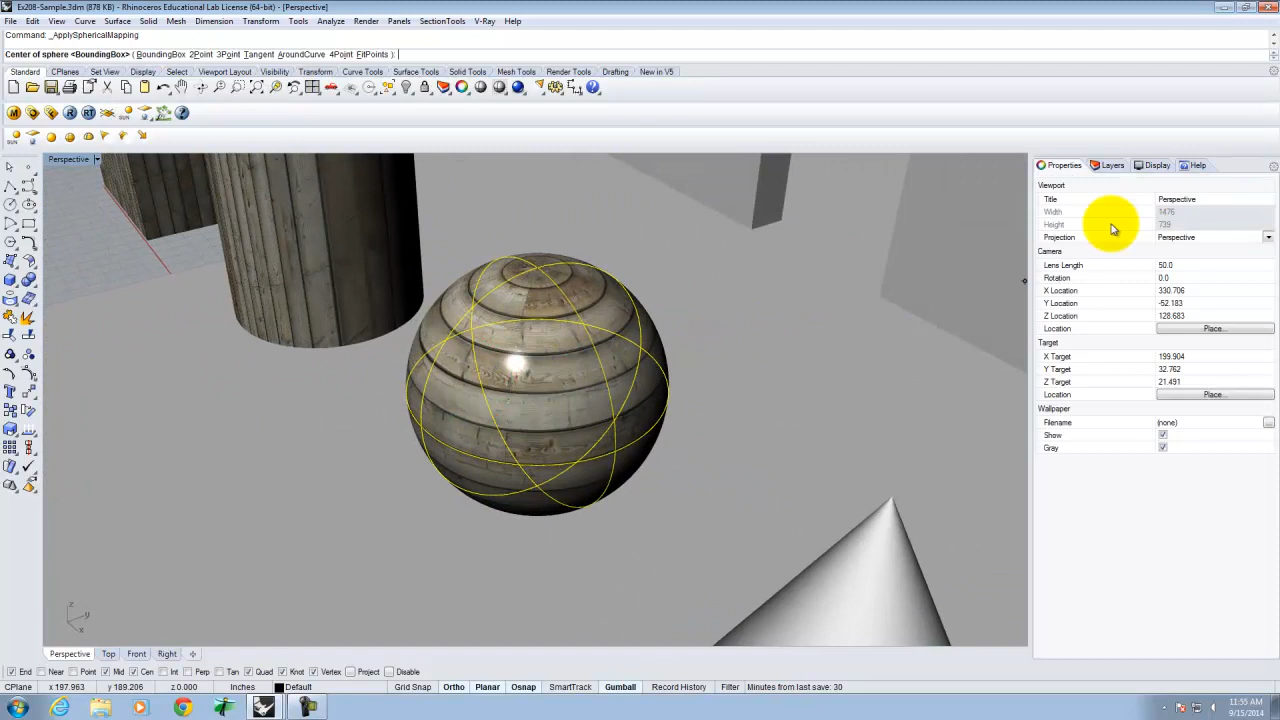 Ex208-Sample.3dm (878 KB) - Rhinoceros Educational Lab License (64-bit) - [Perspective]
File Edit View Curve Surface Solid Mesh Dimension Transform Tools Analyze Render Panels SectionTools V-Ray Help
Command: _ApplySphericalMapping
Center of sphere <BoundingBox> ( BoundingBox 2Point 3Point Tangent AroundCurve 4Point FitPoints ):
Standard CPlanes Set View Display Select Viewport Layout Visibility Transform Curve Tools Surface Tools Solid Tools Mesh Tools Render Tools Drafting New in V5
M R RT SUN
SUN
Perspective
Properties Layers Display Help
Viewport
Title Perspective
Width 1476
Height 739
Projection Perspective
Camera
Lens Length 50.0
Rotation 0.0
X Location 330.706
Y Location -52.183
Z Location 128.683
Location Place...
Target
X Target 199.904
Y Target 32.762
Z Target 21.491
Location Place...
Wallpaper
Filename (none)
Show
Gray
z
y
x
Perspective Top Front Right
End Near Point Mid Cen Int Perp Tan Quad Knot Vertex Project Disable
CPlane x 197.963 y 189.206 z 0.000 Inches Default Grid Snap Ortho Planar Osnap SmartTrack Gumball Record History Filter Minutes from last save: 30
11:55 AM
9/15/2014